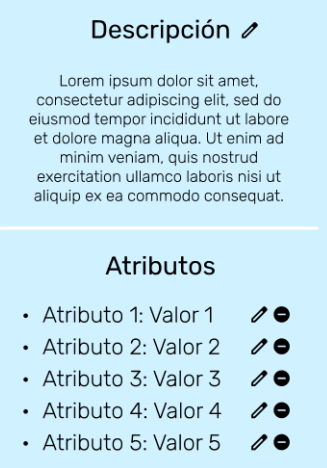 Descripción
Lorem ipsum dolor sit amet,
consectetur adipiscing elit, sed do
eiusmod tempor incididunt ut labore
et dolore magna aliqua. Ut enim ad
minim veniam, quis nostrud
exercitation ullamco laboris nisi ut
aliquip ex ea commodo consequat.
Atributos
• Atributo 1: Valor 1
• Atributo 2: Valor 2
• Atributo 3: Valor 3
• Atributo 4: Valor 4
• Atributo 5: Valor 5